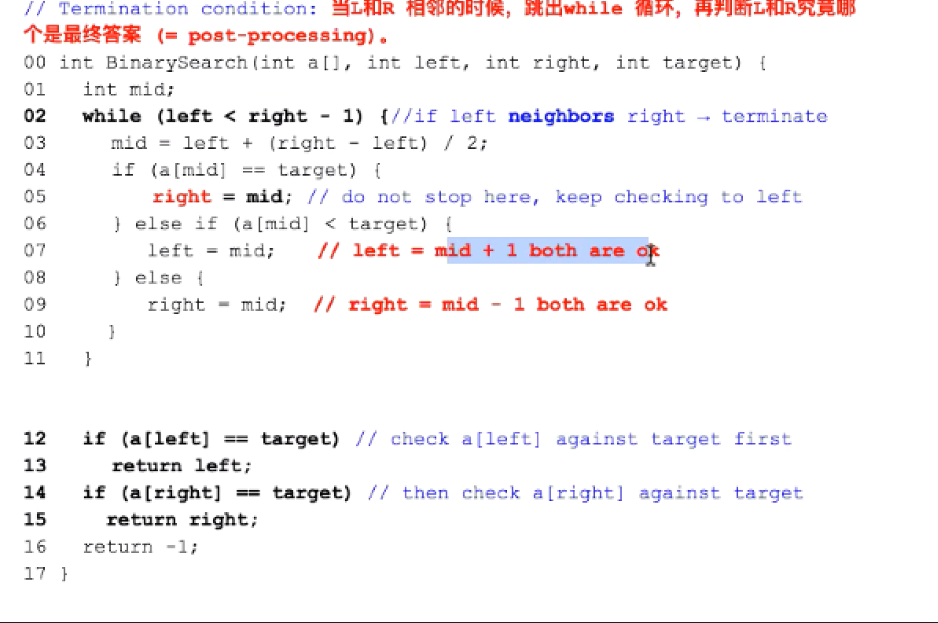 // Termination condition: 当L和R 相邻的时候，跳出while 循环，再判断L和R究竟哪
个是最终答案 (= post-processing)。
00 int BinarySearch(int a[], int left, int right, int target) {
01 int mid;
02 while (left < right - 1) {//if left neighbors right → terminate
03 mid = left + (right - left) / 2;
04 if (a[mid] == target) {
05 right = mid; // do not stop here, keep checking to left
06 } else if (a[mid] < target) {
07 left = mid; // left = mid + 1 both are ok
08 } else {
09 right = mid; // right = mid - 1 both are ok
10 }
11 }
12 if (a[left] == target) // check a[left] against target first
13 return left;
14 if (a[right] == target) // then check a[right] against target
15 return right;
16 return -1;
17 }